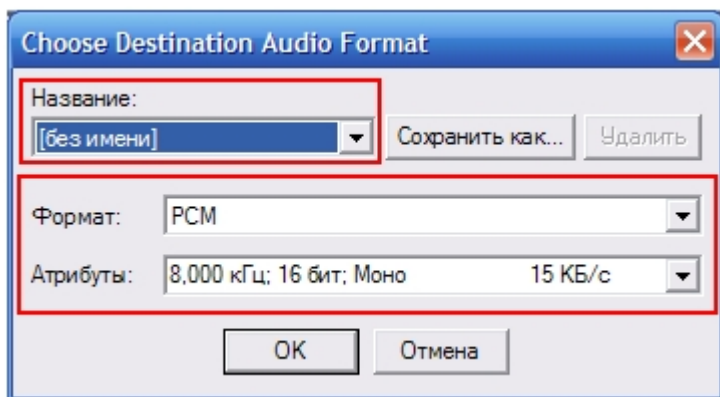 Choose Destination Audio Format
Название:
[без имени]
Сохранить как...
Удалить
Формат:
PCM
Атрибуты:
8,000 кГц; 16 бит; Моно 15 КБ/с
OK
Отмена